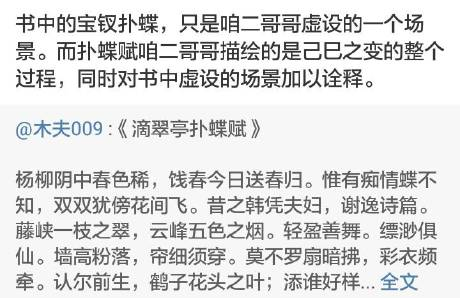 书中的宝钗扑蝶，只是咱二哥哥虚设的一个场
景。而扑蝶赋咱二哥哥描绘的是己巳之变的整个
过程，同时对书中虚设的场景加以诠释。
@木夫009 :《滴翠亭扑蝶赋》
杨柳阴中春色稀，饯春今日送春归。惟有痴情蝶不
知，双双犹傍花间飞。昔之韩凭夫妇，谢逸诗篇。
藤峡一枝之翠，云峰五色之烟。轻盈善舞。缥渺俱
仙。墙高粉落，帘细须穿。莫不罗扇暗拂，彩衣频
牵。认尔前生，鹤子花头之叶；添谁好样... 全文